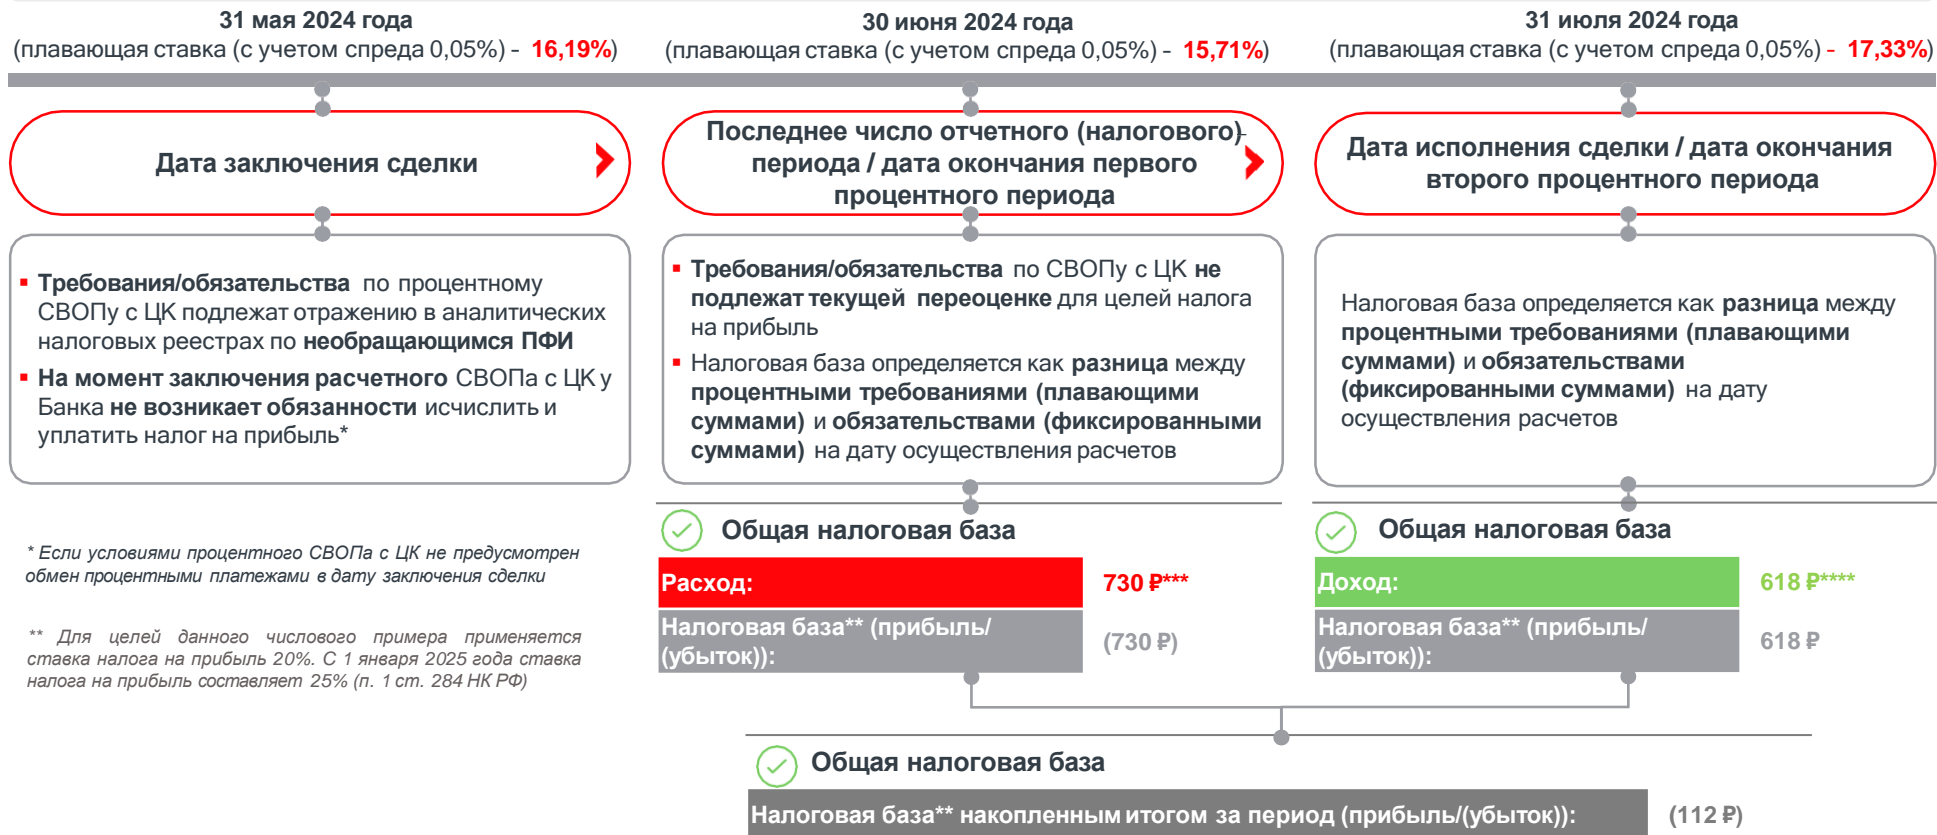 31 мая 2024 года
(плавающая ставка (с учетом спреда 0,05%) - 16,19%)
30 июня 2024 года
(плавающая ставка (с учетом спреда 0,05%) - 15,71%)
31 июля 2024 года
(плавающая ставка (с учетом спреда 0,05%) - 17,33%)
Дата заключения сделки
Последнее число отчетного (налогового)-
периода / дата окончания первого
процентного периода
Дата исполнения сделки / дата окончания
второго процентного периода
▪ Требования/обязательства по процентному
СВОПу с ЦК подлежат отражению в аналитических
налоговых реестрах по необращающимся ПФИ
▪ На момент заключения расчетного СВОПа с ЦК у
Банка не возникает обязанности исчислить и
уплатить налог на прибыль*
▪ Требования/обязательства по СВОПу с ЦК не
подлежат текущей переоценке для целей налога
на прибыль
▪ Налоговая база определяется как разница между
процентными требованиями (плавающими
суммами) и обязательствами (фиксированными
суммами) на дату осуществления расчетов
Налоговая база определяется как разница между
процентными требованиями (плавающими
суммами) и обязательствами
(фиксированными суммами) на дату
осуществления расчетов
* Если условиями процентного СВОПа с ЦК не предусмотрен
обмен процентными платежами в дату заключения сделки
** Для целей данного числового примера применяется
ставка налога на прибыль 20%. С 1 января 2025 года ставка
налога на прибыль составляет 25% (п. 1 ст. 284 НК РФ)
Общая налоговая база
Расход: 730 ₽***
Налоговая база** (прибыль/
(убыток)): (730 ₽)
Общая налоговая база
Доход: 618 ₽****
Налоговая база** (прибыль/
(убыток)): 618 ₽
Общая налоговая база
Налоговая база** накопленным итогом за период (прибыль/(убыток)): (112 ₽)